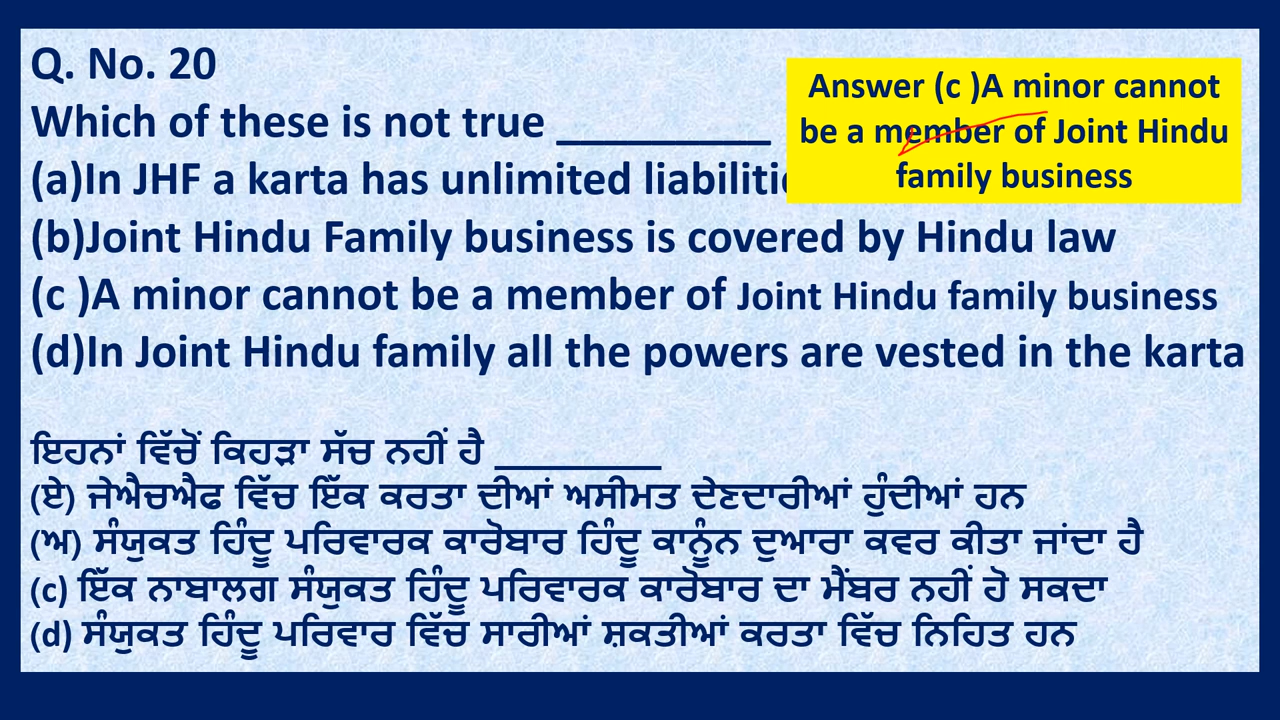 Q. No. 20
Which of these is not true __________
(a)In JHF a karta has unlimited
(b)Joint Hindu Family business is covered by Hindu law
(c )A minor cannot be a member of Joint Hindu family business
(d)In Joint Hindu family all the powers are vested in the karta
Answer (c )A minor cannot
be a member of Joint Hindu
family business
ਇਹਨਾਂ ਵਿੱਚੋਂ ਕਿਹੜਾ ਸੱਚ ਨਹੀਂ ਹੈ _________
(ਏ) ਜੇਐਚਐਫ ਵਿੱਚ ਇੱਕ ਕਰਤਾ ਦੀਆਂ ਅਸੀਮਤ ਦੇਣਦਾਰੀਆਂ ਹੁੰਦੀਆਂ ਹਨ
(ਅ) ਸੰਯੁਕਤ ਹਿੰਦੂ ਪਰਿਵਾਰਕ ਕਾਰੋਬਾਰ ਹਿੰਦੂ ਕਾਨੂੰਨ ਦੁਆਰਾ ਕਵਰ ਕੀਤਾ ਜਾਂਦਾ ਹੈ
(c) ਇੱਕ ਨਾਬਾਲਗ ਸੰਯੁਕਤ ਹਿੰਦੂ ਪਰਿਵਾਰਕ ਕਾਰੋਬਾਰ ਦਾ ਮੈਂਬਰ ਨਹੀਂ ਹੋ ਸਕਦਾ
(d) ਸੰਯੁਕਤ ਹਿੰਦੂ ਪਰਿਵਾਰ ਵਿੱਚ ਸਾਰੀਆਂ ਸ਼ਕਤੀਆਂ ਕਰਤਾ ਵਿੱਚ ਨਿਹਿਤ ਹਨ